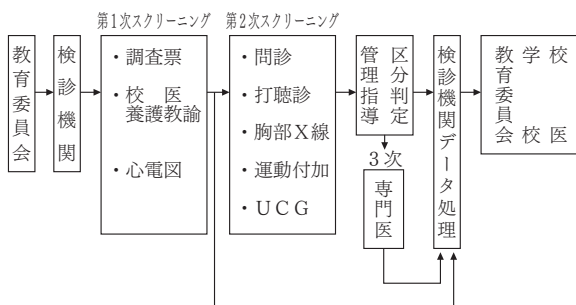 第1次スクリーニング
第2次スクリーニング
教育委員会
検診機関
・調査票
・校医
養護教諭
・心電図
・問診
・打聴診
・胸部X線
・運動付加
・UCG
管理指導
区分判定
3次
専門医
検診機関データ処理
学校
校医
教育委員会